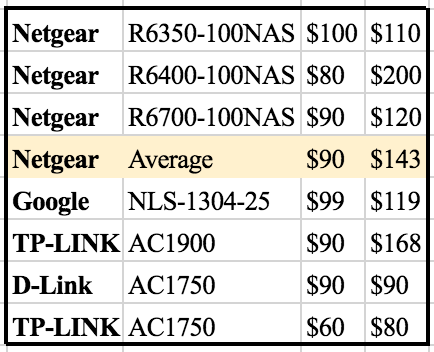 Netgear R6350-100NAS $100 $110
Netgear R6400-100NAS $80 $200
Netgear R6700-100NAS $90 $120
Netgear Average $90 $143
Google NLS-1304-25 $99 $119
TP-LINK AC1900 $90 $168
D-Link AC1750 $90 $90
TP-LINK AC1750 $60 $80